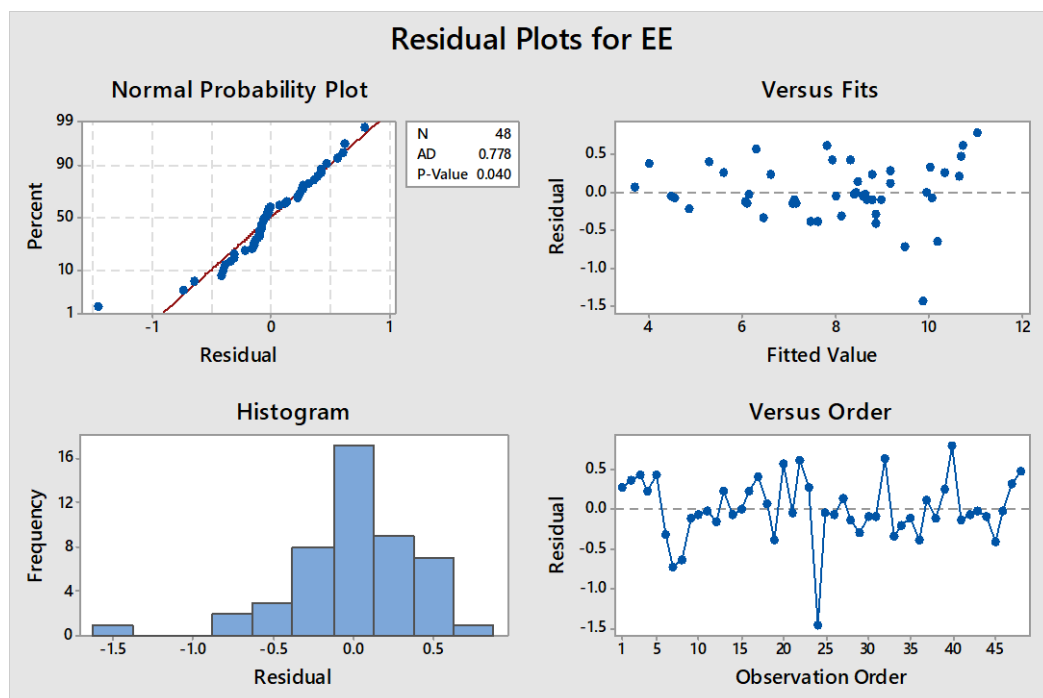 Residual Plots for EE
Normal Probability Plot
Percent
99
90
50
10
1
-1
0
1
Residual
N 48
AD 0.778
P-Value 0.040
Versus Fits
Residual
0.5
0.0
-0.5
-1.0
-1.5
4
6
8
10
12
Fitted Value
Histogram
Frequency
16
12
8
4
0
-1.5
-1.0
-0.5
0.0
0.5
Residual
Versus Order
Residual
0.5
0.0
-0.5
-1.0
-1.5
1
5
10
15
20
25
30
35
40
45
Observation Order